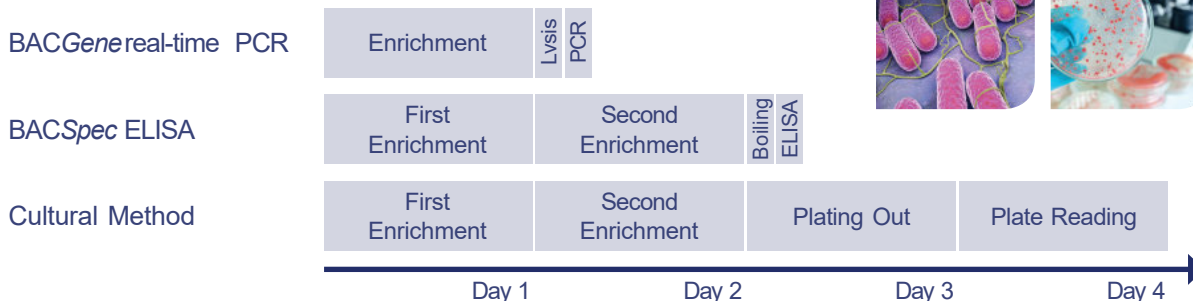 BACGene real-time PCR
Enrichment
Lvsis
PCR
BACSpec ELISA
First
Enrichment
Second
Enrichment
Boiling
ELISA
Cultural Method
First
Enrichment
Second
Enrichment
Plating Out
Plate Reading
Day 1
Day 2
Day 3
Day 4